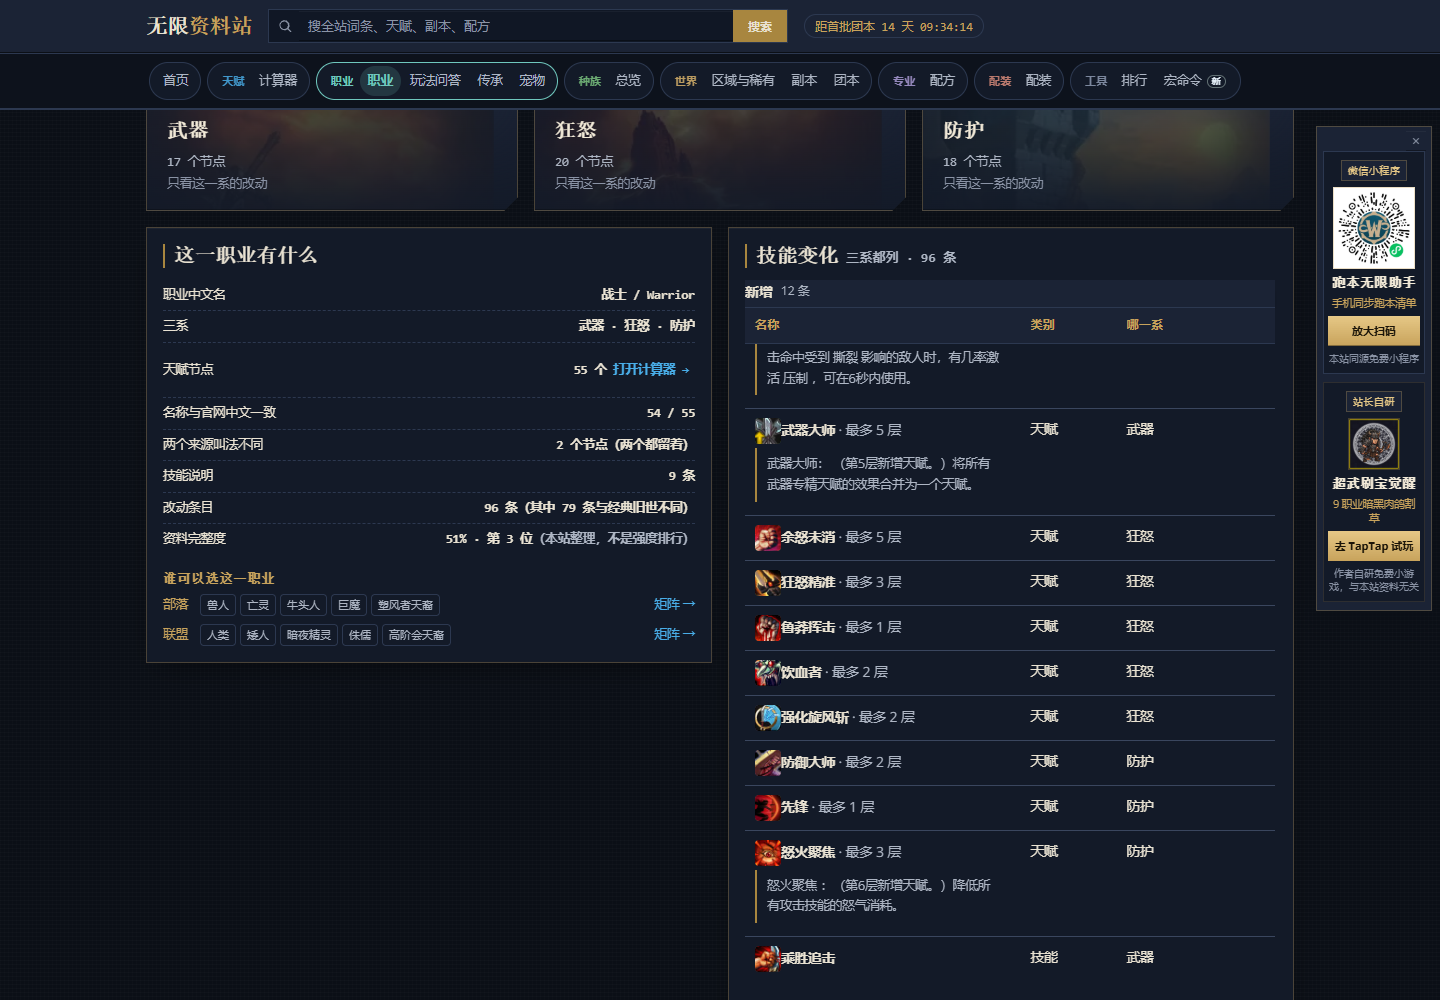 无限资料站
搜全站词条、天赋、副本、配方
搜索
距首批团本 14 天 09:34:14
首页
天赋 计算器
职业 职业 玩法问答 传承 宠物
种族 总览
世界 区域与稀有 副本 团本
专业 配方
配装 配装
工具 排行 宏命令 新
武器
17 个节点
只看这一系的改动
狂怒
20 个节点
只看这一系的改动
防护
18 个节点
只看这一系的改动
这一职业有什么
职业中文名 战士 / Warrior
三系 武器 · 狂怒 · 防护
天赋节点 55 个 打开计算器 →
名称与官网中文一致 54 / 55
两个来源叫法不同 2 个节点（两个都留着）
技能说明 9 条
改动条目 96 条（其中 79 条与经典旧世不同）
资料完整度 51% · 第 3 位（本站整理，不是强度排行）
谁可以选这一职业
部落 兽人 亡灵 牛头人 巨魔 塑风者天裔 矩阵 →
联盟 人类 矮人 暗夜精灵 侏儒 高阶会天裔 矩阵 →
技能变化 三系都列 · 96 条
新增 12 条
名称 类别 哪一系
击命中受到 撕裂 影响的敌人时，有几率激
活 压制 ，可在6秒内使用。
武器大师 · 最多 5 层 天赋 武器
武器大师： （第5层新增天赋。）将所有
武器专精天赋的效果合并为一个天赋。
余怒未消 · 最多 5 层 天赋 狂怒
狂怒精准 · 最多 3 层 天赋 狂怒
鲁莽挥击 · 最多 1 层 天赋 狂怒
饮血者 · 最多 2 层 天赋 狂怒
强化旋风斩 · 最多 2 层 天赋 狂怒
防御大师 · 最多 2 层 天赋 防护
先锋 · 最多 1 层 天赋 防护
怒火聚焦 · 最多 3 层 天赋 防护
怒火聚焦： （第6层新增天赋。）降低所
有攻击技能的怒气消耗。
乘胜追击 技能 武器
×
微信小程序
跑本无限助手
手机同步跑本清单
放大扫码
本站同源免费小程序
站长自研
超武刷宝觉醒
9 职业暗黑肉鸽割
草
去 TapTap 试玩
作者自研免费小游
戏，与本站资料无关